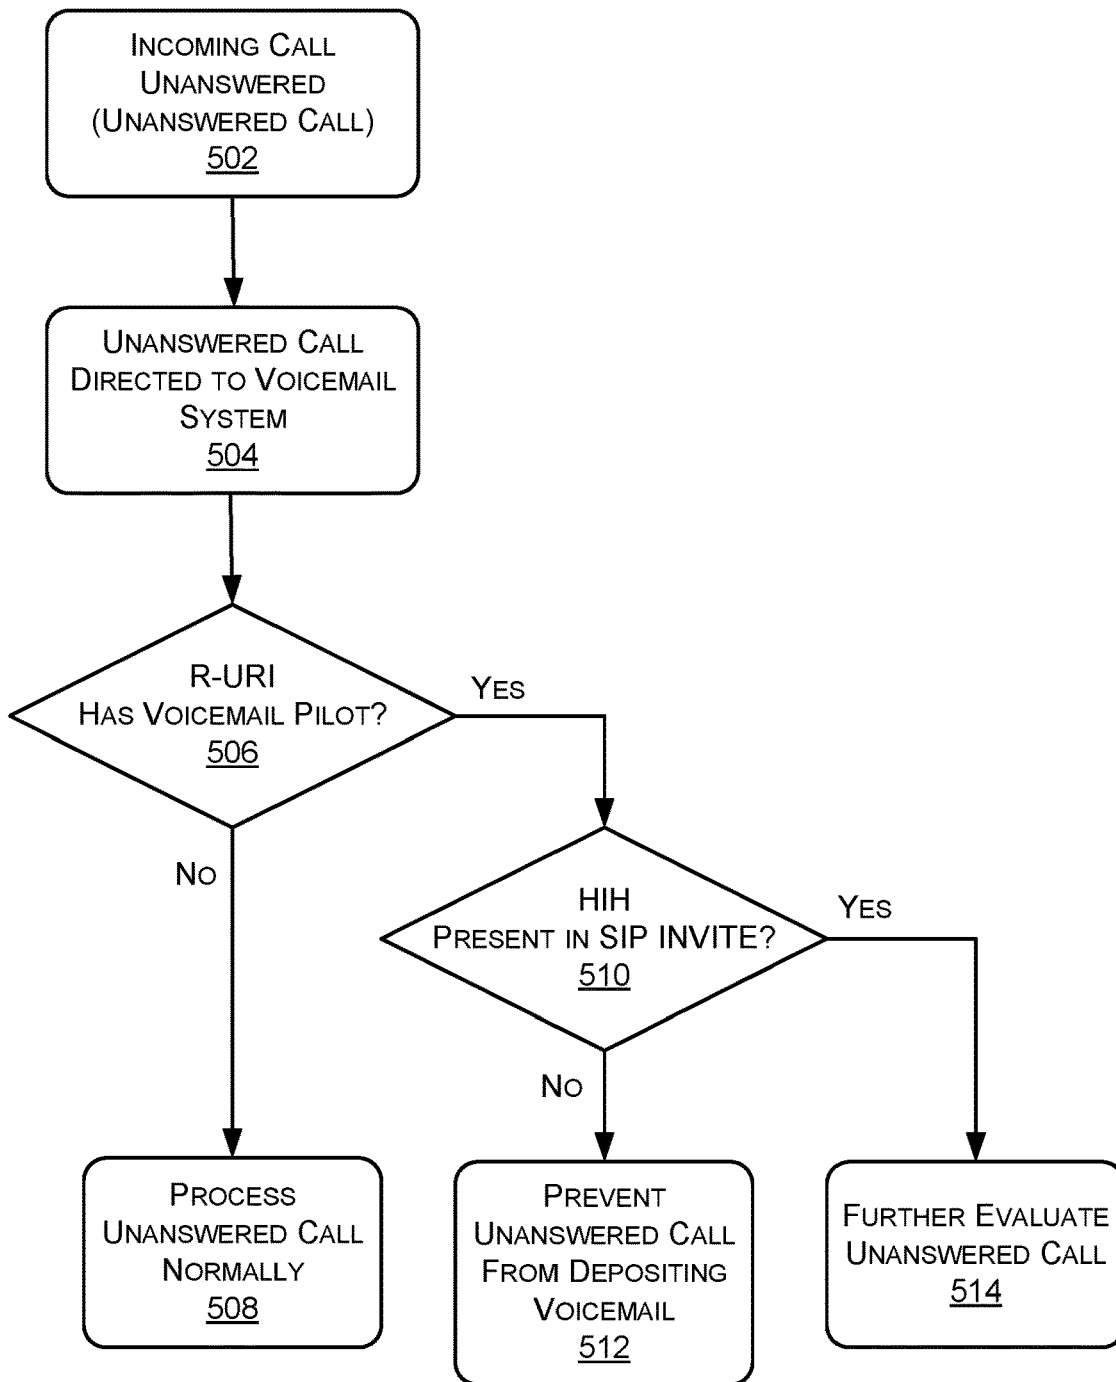 Incoming Call
Unanswered
(Unanswered Call)
502
Unanswered Call
Directed to Voicemail
System
504
R-URI
Has Voicemail Pilot?
506
Yes
No
HIH
Present in SIP INVITE?
510
Yes
No
Process
Unanswered Call
Normally
508
Prevent
Unanswered Call
From Depositing
Voicemail
512
Further Evaluate
Unanswered Call
514